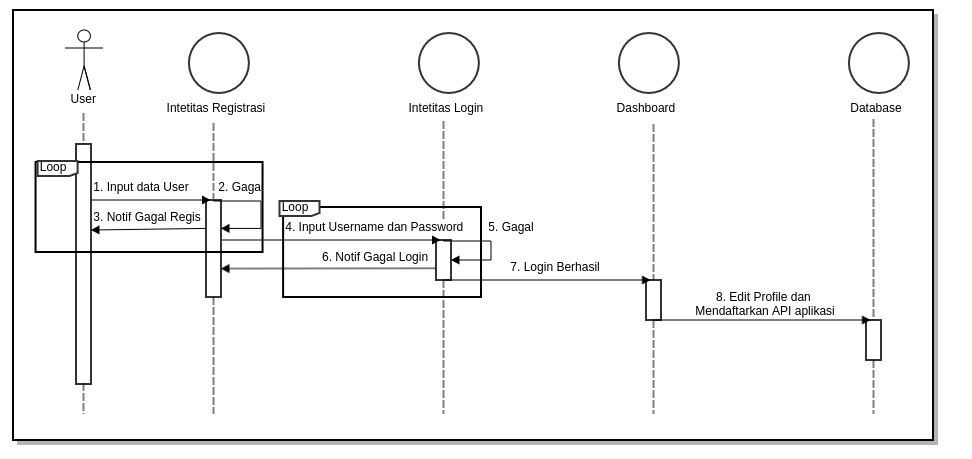 User
Intetitas Registrasi
Intetitas Login
Dashboard
Database
Loop
1. Input data User
2. Gagal
3. Notif Gagal Regis
Loop
4. Input Username dan Password
5. Gagal
6. Notif Gagal Login
7. Login Berhasil
8. Edit Profile dan
Mendaftarkan API aplikasi